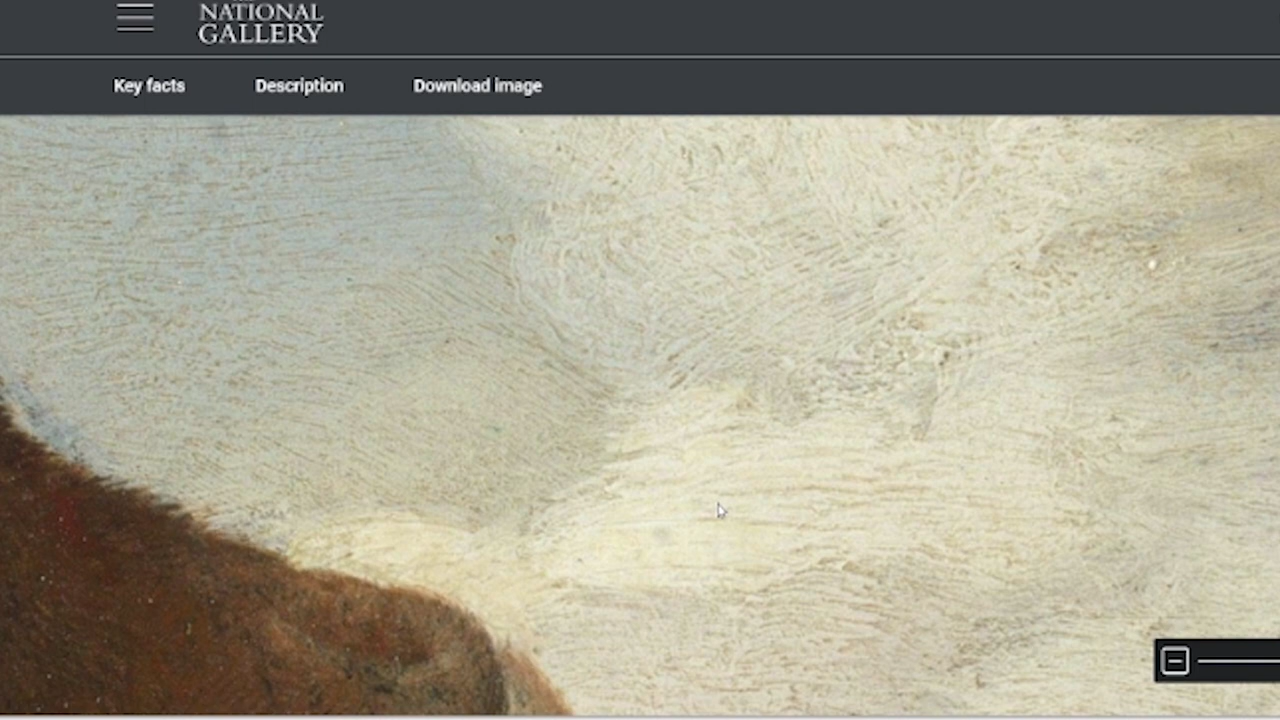 NATIONAL
GALLERY
Key facts
Description
Download image